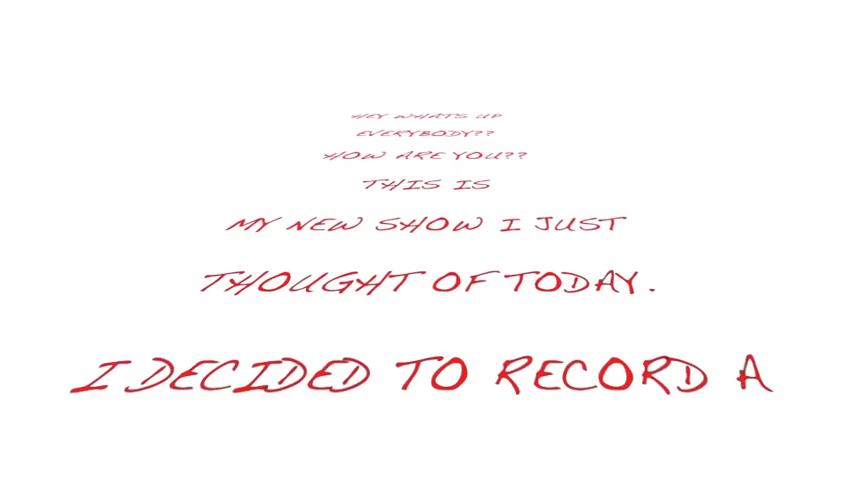 HEY WHATS UP
EVERYBODY??
HOW ARE YOU??
THIS IS
MY NEW SHOW I JUST
THOUGHT OF TODAY.
I DECIDED TO RECORD A